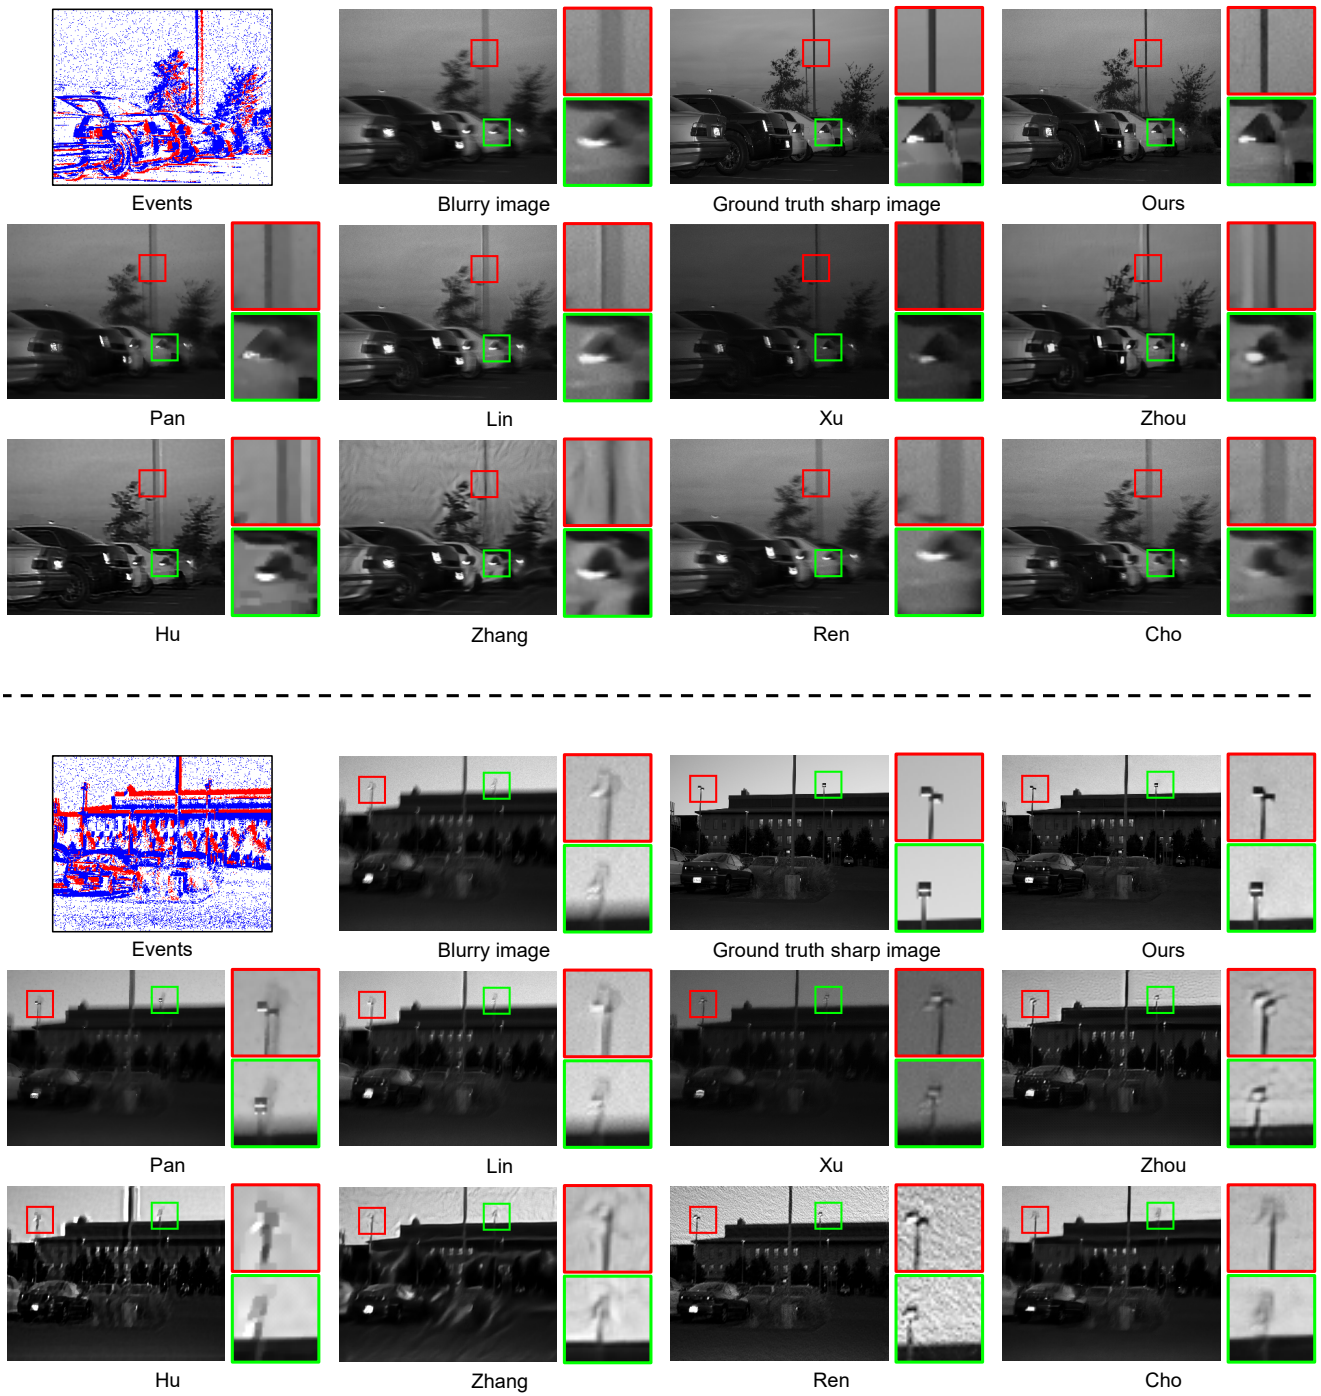 Events
Blurry image
Ground truth sharp image
Ours
Pan
Lin
Xu
Zhou
Hu
Zhang
Ren
Cho
Events
Blurry image
Ground truth sharp image
Ours
Pan
Lin
Xu
Zhou
Hu
Zhang
Ren
Cho